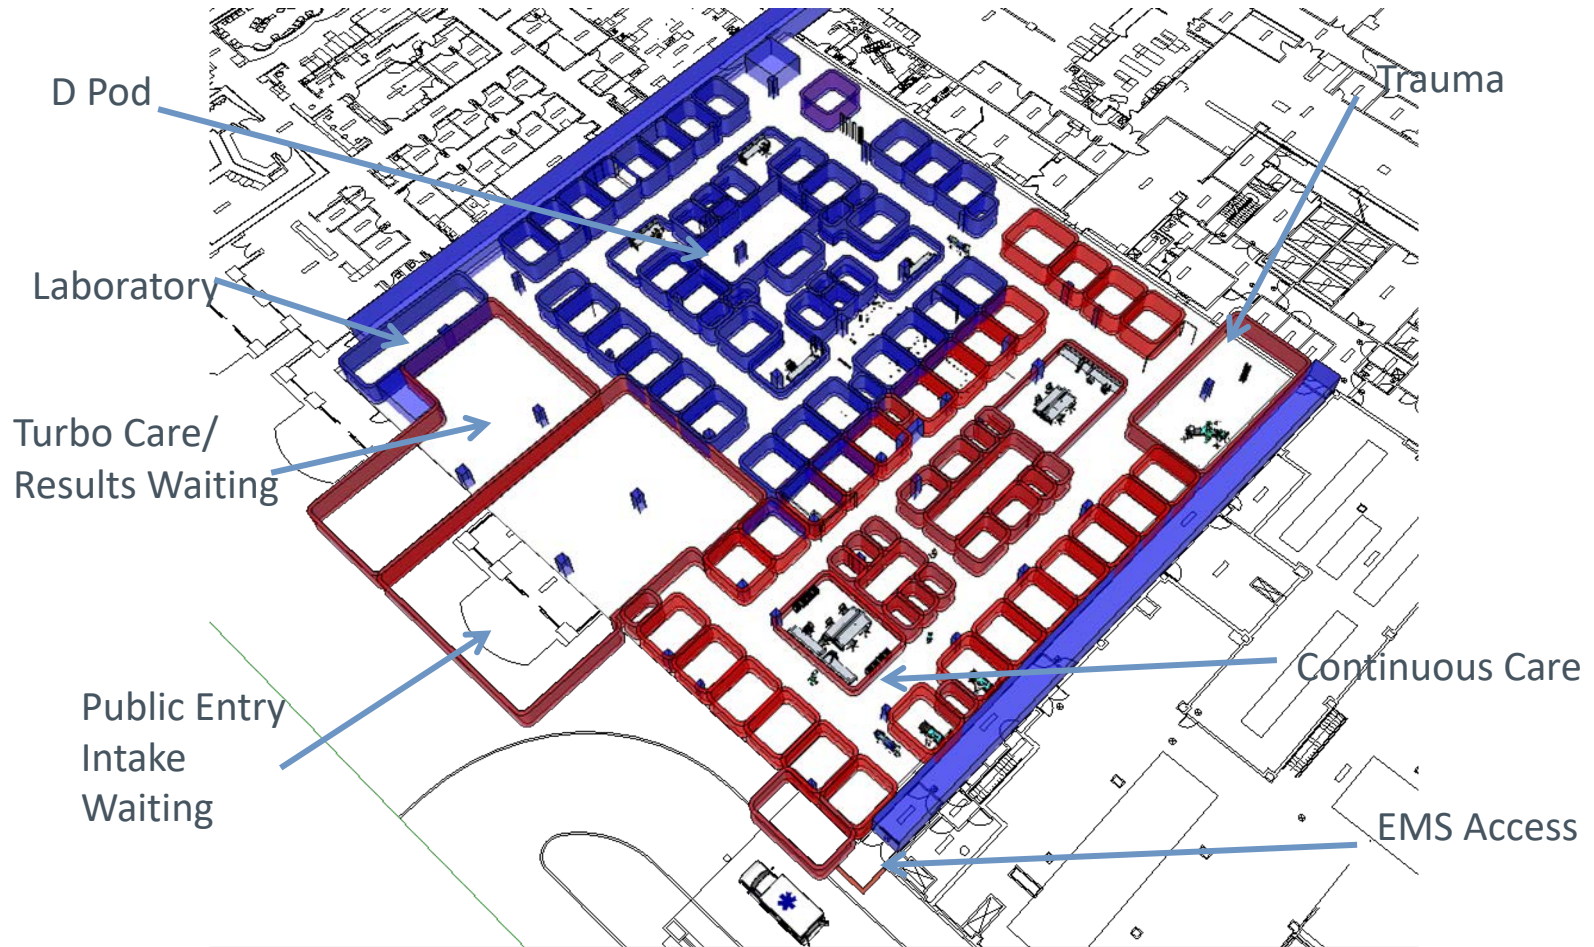 D Pod
Trauma
Laboratory
Turbo Care/
Results Waiting
Continuous Care
Public Entry
Intake
Waiting
EMS Access